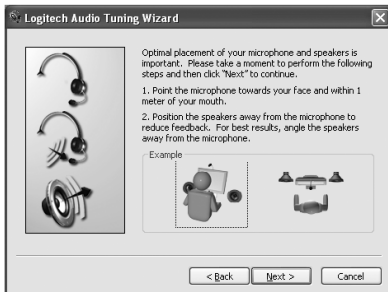 Logitech Audio Tuning Wizard
Optimal placement of your microphone and speakers is
important. Please take a moment to perform the following
steps and then click "Next" to continue.
1. Point the microphone towards your face and within 1
meter of your mouth.
2. Position the speakers away from the microphone to
reduce feedback. For best results, angle the speakers
away from the microphone.
Example
< Back
Next >
Cancel